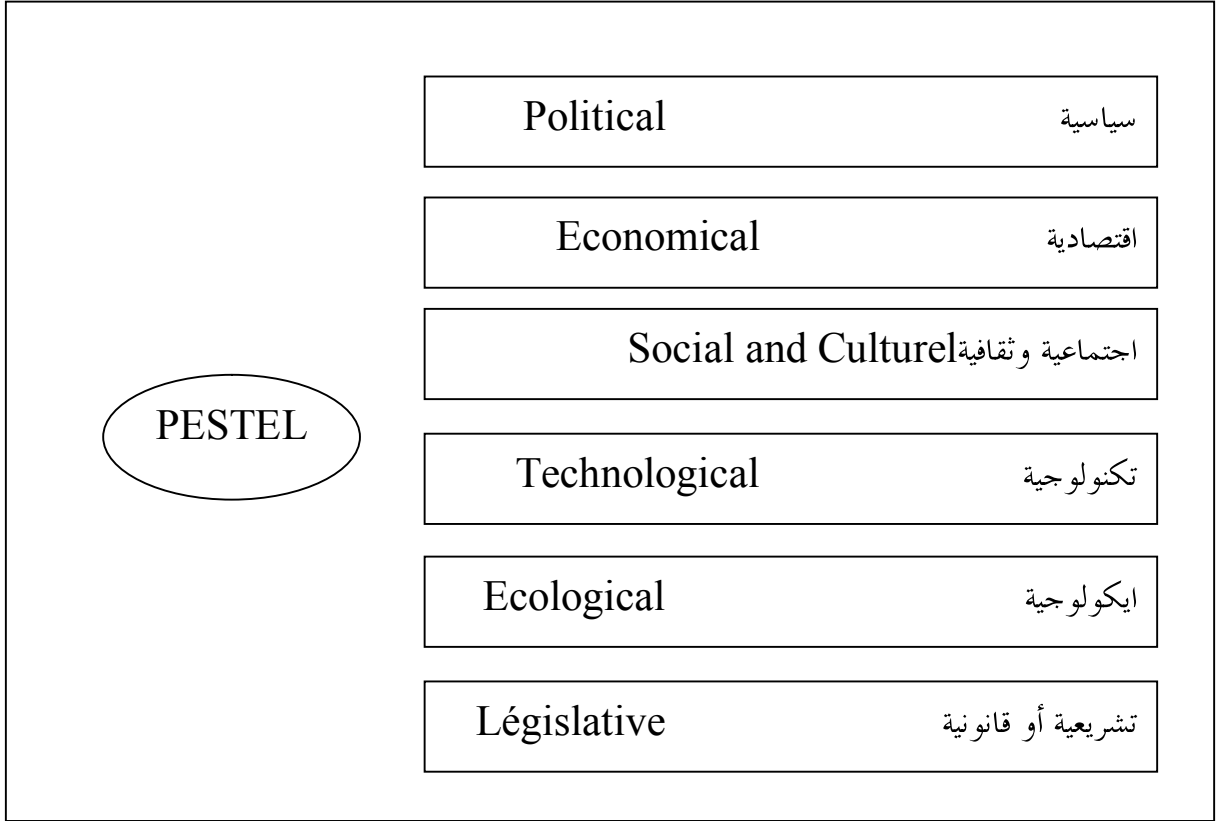 Political سياسية
Economical اقتصادية
Social and Culturel اجتماعية وثقافية
PESTEL
Technological تكنولوجية
Ecological ايكولوجية
Législative تشريعية أو قانونية